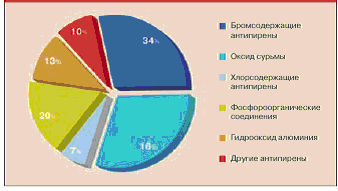 10%
34%
13%
20%
7%
16%
Бромсодержащие
антипирены
Оксид сурьмы
Хлорсодержащие
антипирены
Фосфороорганические
соединения
Гидрооксид алюминия
Другие антипирены